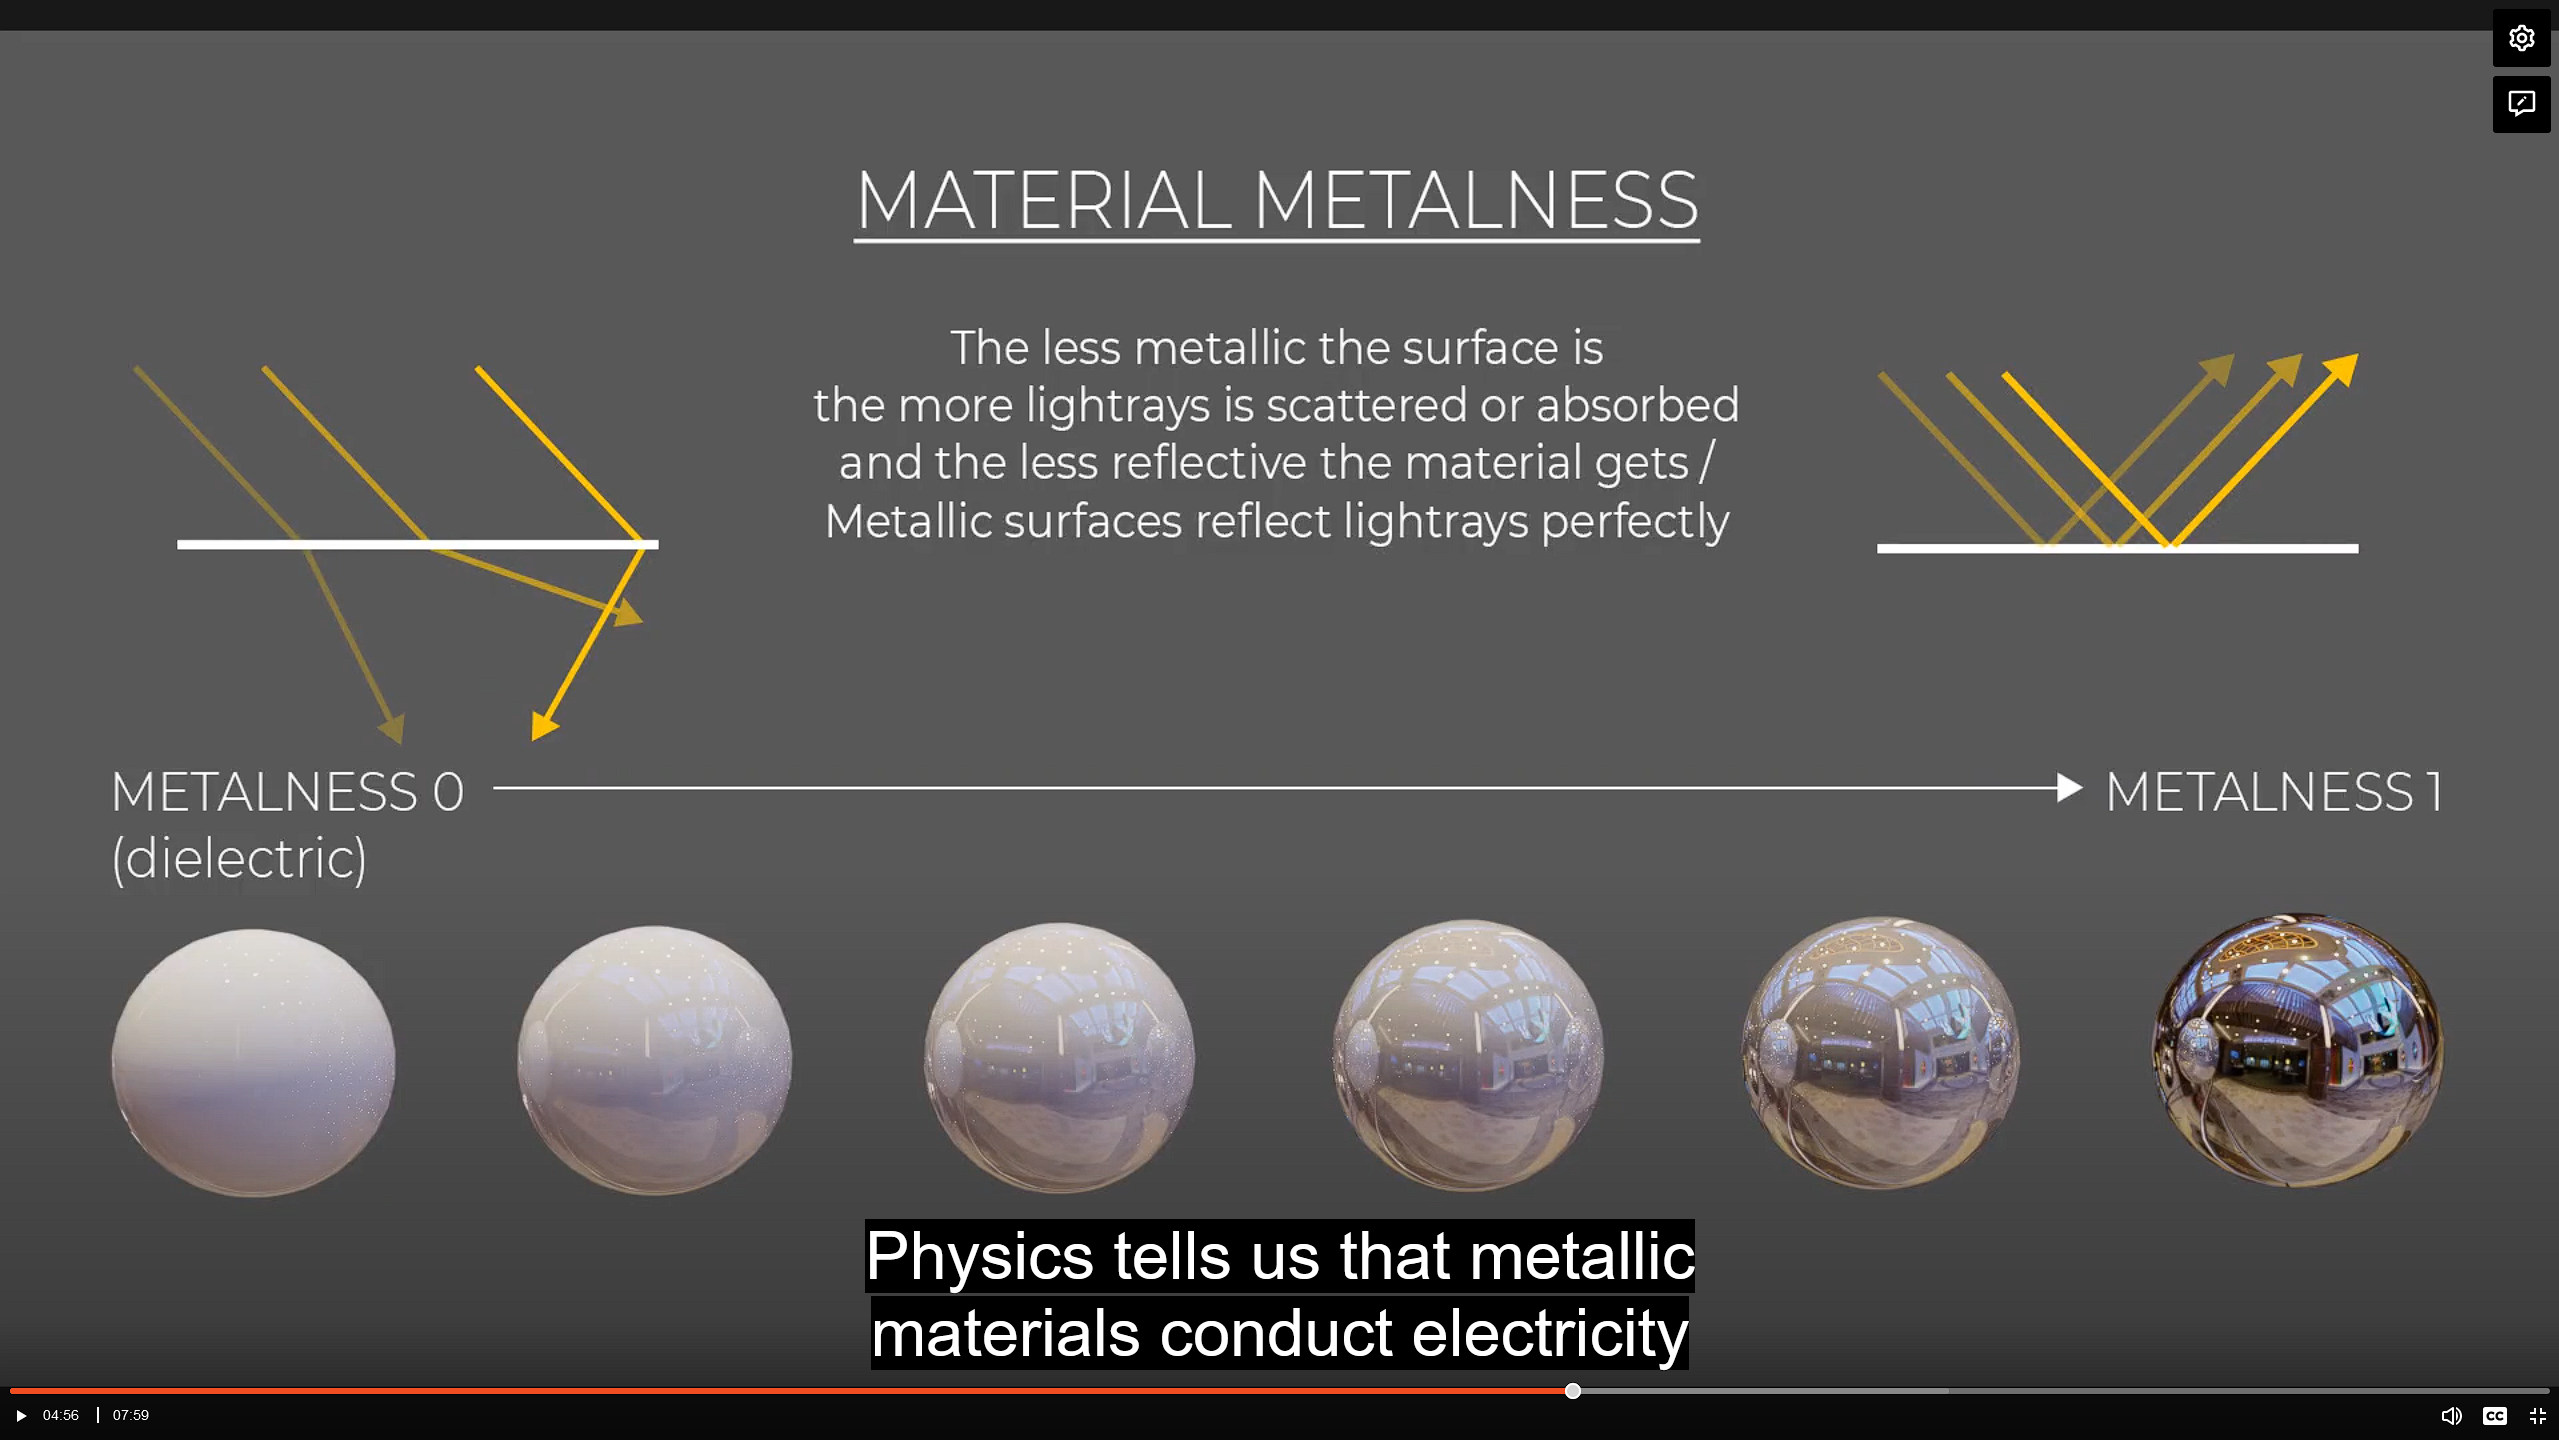 MATERIAL METALNESS
The less metallic the surface is
the more lightrays is scattered or absorbed
and the less reflective the material gets /
Metallic surfaces reflect lightrays perfectly
METALNESS 0
METALNESS 1
(dielectric)
Physics tells us that metallic
materials conduct electricity
04:56 | 07:59
CC